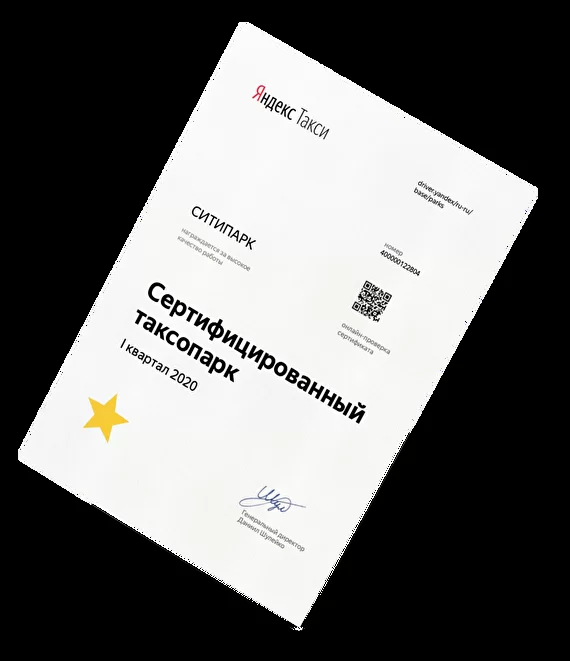 Яндекс Такси
driver.yandex/ru-ru/
base/parks
СИТИПАРК
награждается за высокое
качество работы
номер
400000122804
онлайн-проверка
сертификата
Сертифицированный
таксопарк
I квартал 2020
Генеральный директор
Даниил Шулейко